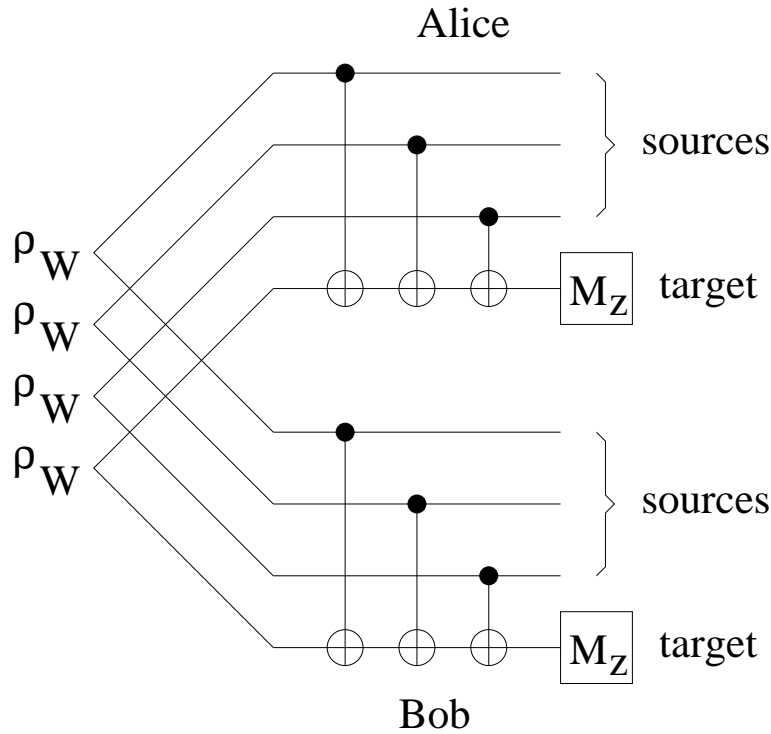 Alice
sources
ρW
MZ target
ρW
ρW
ρW
sources
MZ target
Bob